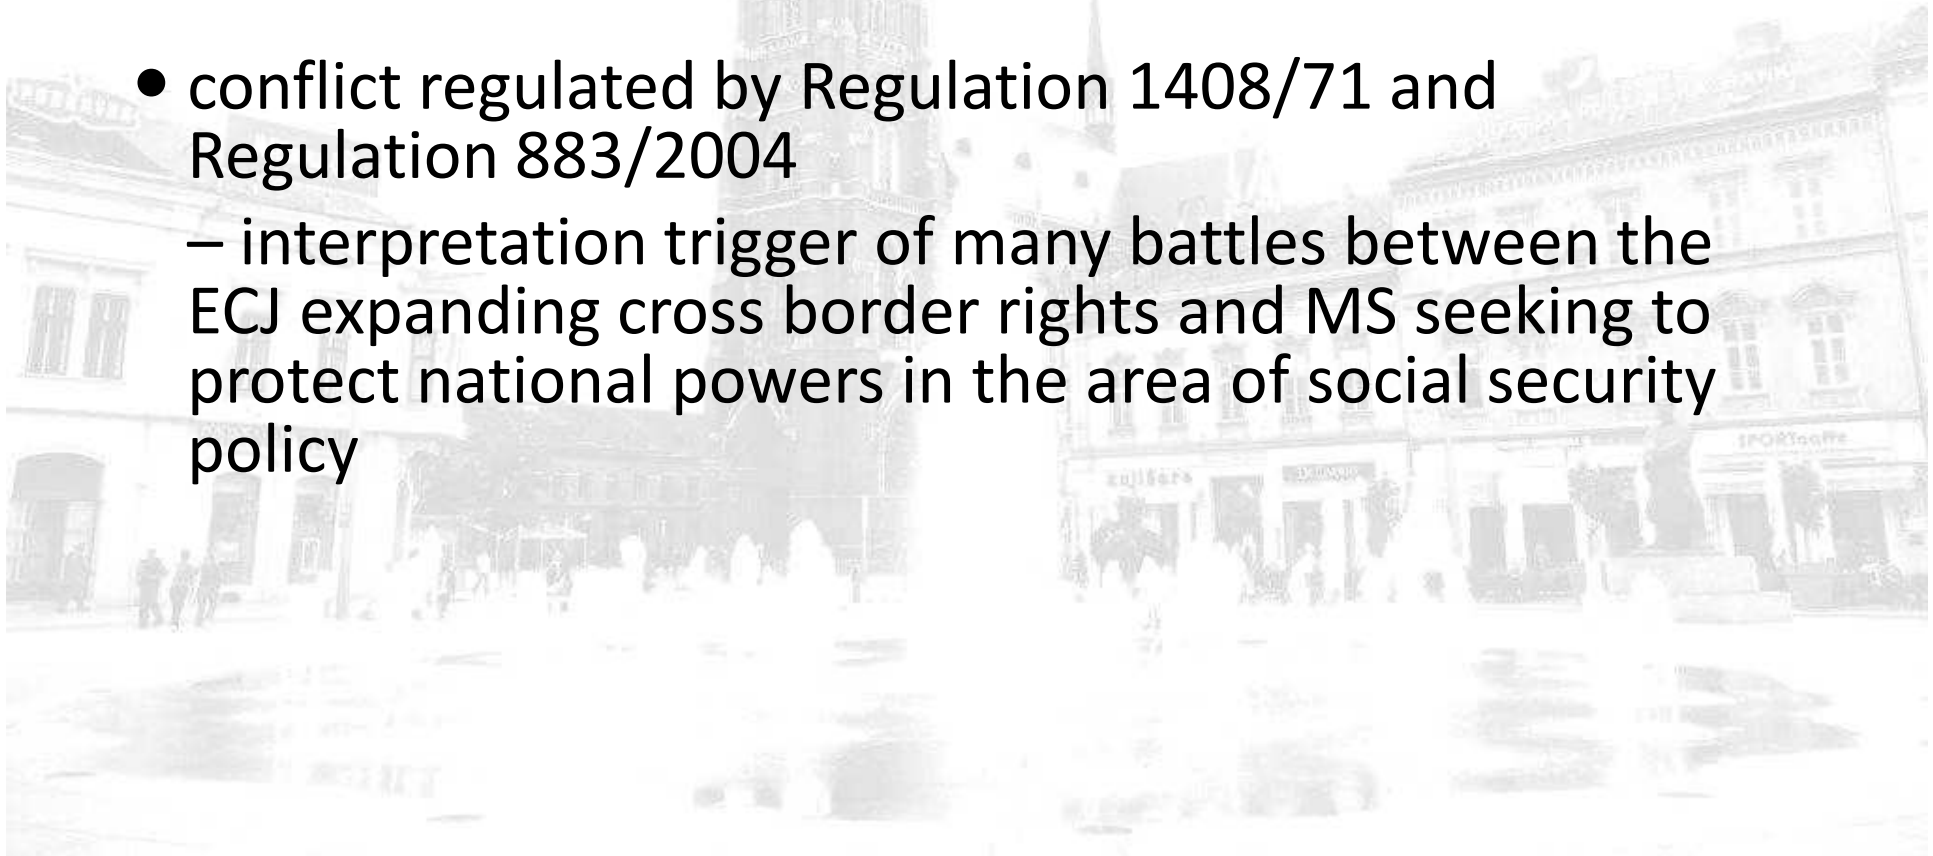 • conflict regulated by Regulation 1408/71 and
Regulation 883/2004
– interpretation trigger of many battles between the
ECJ expanding cross border rights and MS seeking to
protect national powers in the area of social security
policy